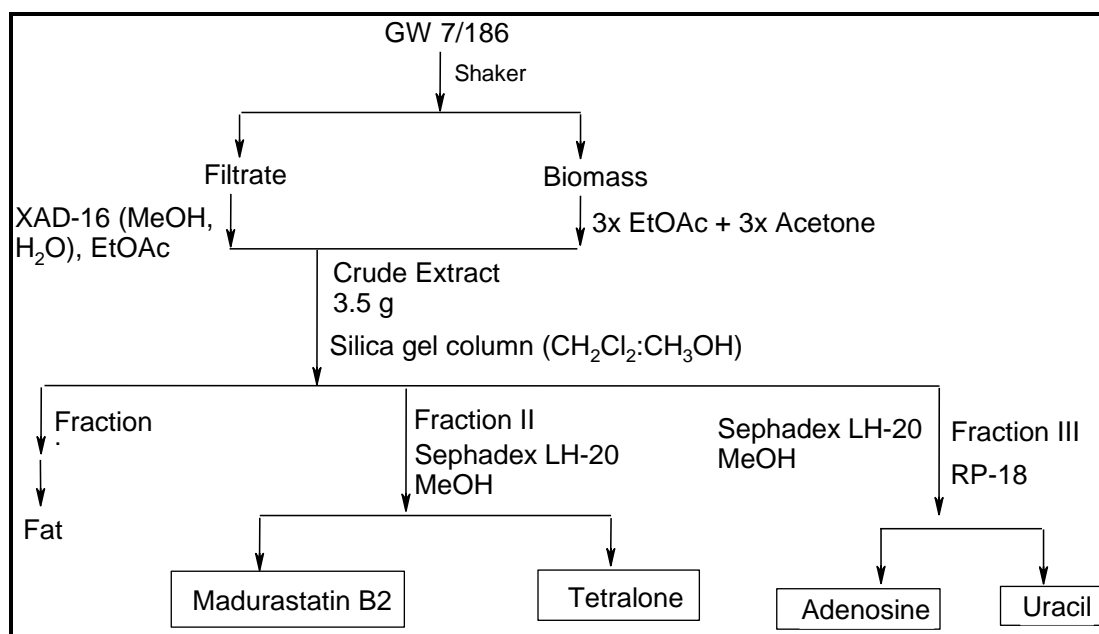 GW 7/186
Shaker
Filtrate
Biomass
XAD-16 (MeOH,
H₂O), EtOAc
3x EtOAc + 3x Acetone
Crude Extract
3.5 g
Silica gel column (CH₂Cl₂:CH₃OH)
Fraction
Fat
Fraction II
Sephadex LH-20
MeOH
Sephadex LH-20
MeOH
Fraction III
RP-18
Madurastatin B2
Tetralone
Adenosine
Uracil